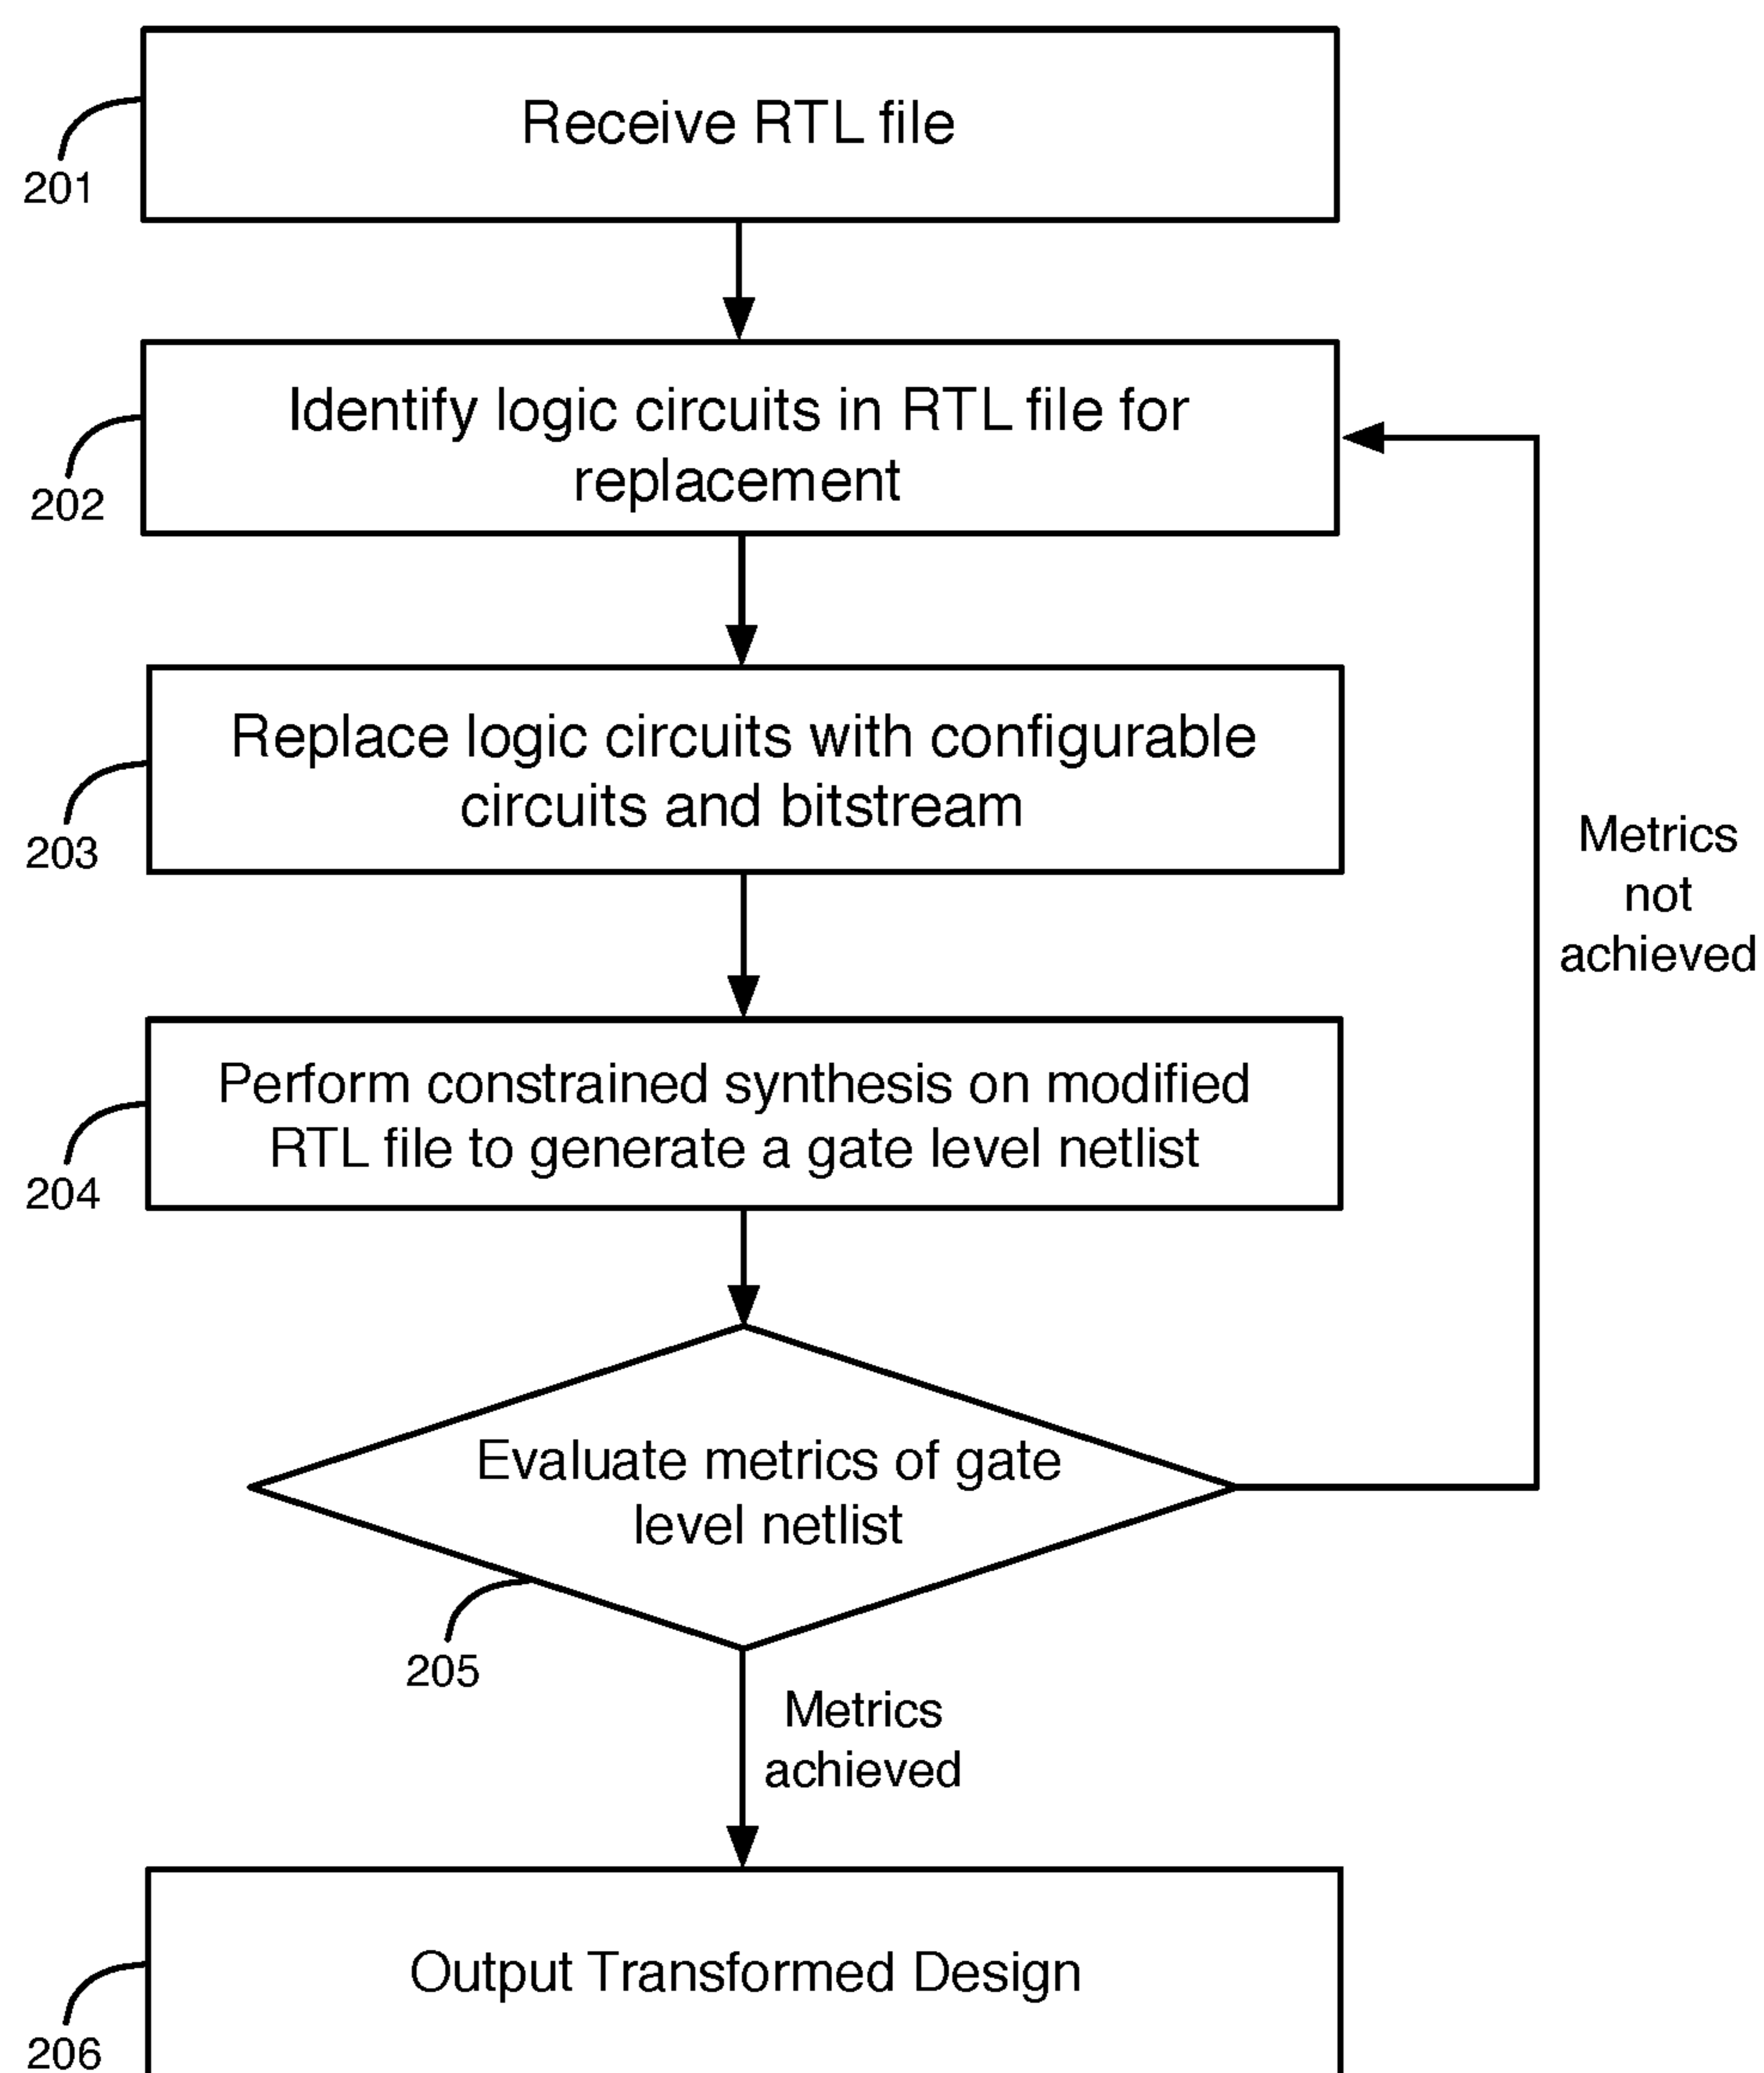 Receive RTL file
201
Identify logic circuits in RTL file for
replacement
202
Replace logic circuits with configurable
circuits and bitstream
203
Metrics
not
achieved
Perform constrained synthesis on modified
RTL file to generate a gate level netlist
204
Evaluate metrics of gate
level netlist
205
Metrics
achieved
Output Transformed Design
206